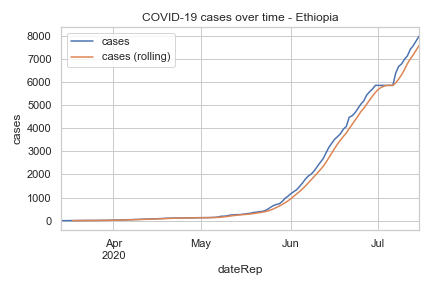 COVID-19 cases over time - Ethiopia
cases
cases (rolling)
8000
7000
6000
5000
4000
3000
2000
1000
0
cases
Apr
2020
May
Jun
Jul
dateRep